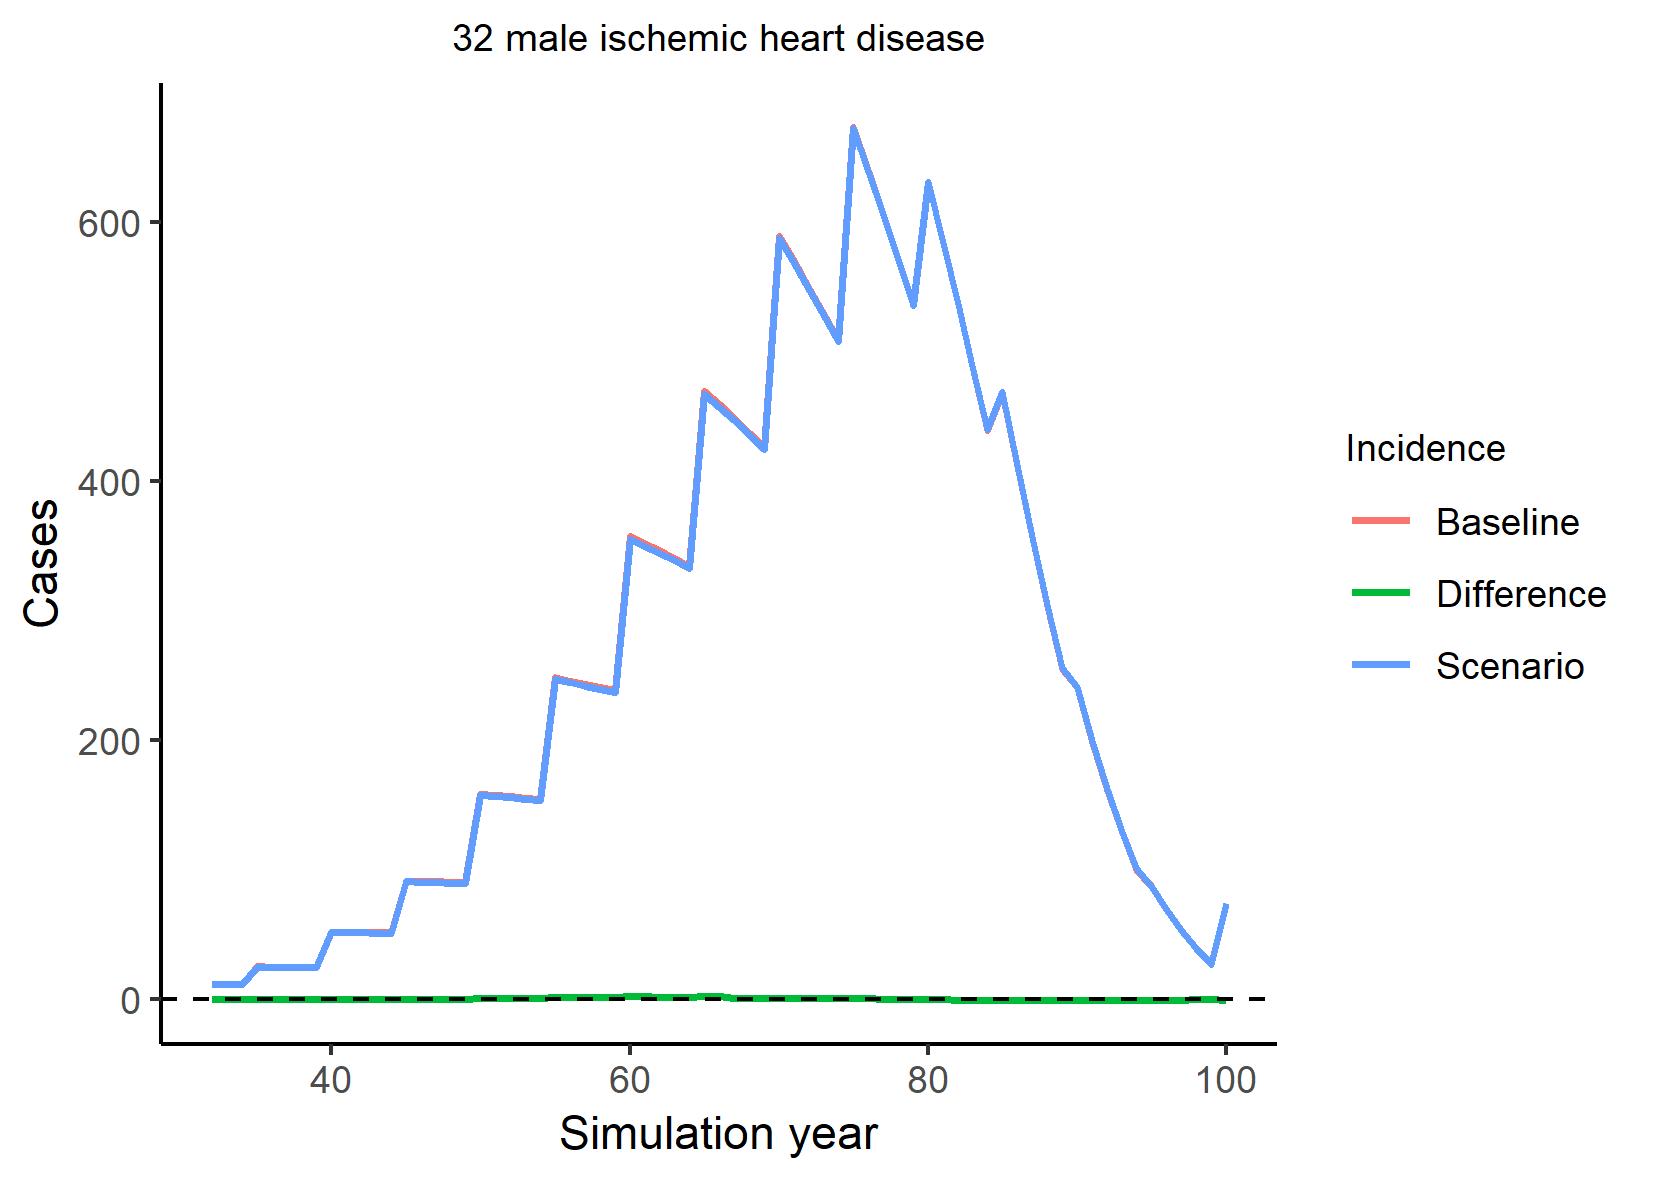 32 male ischemic heart disease
Cases
600
400
200
0
40 60 80 100
Simulation year
Incidence
Baseline
Difference
Scenario